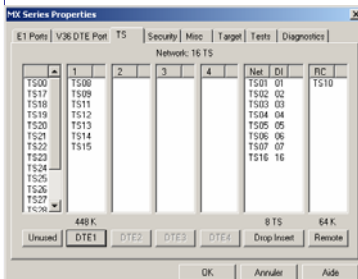 MX Series Properties
E1 Ports V36 DTE Port TS Security Misc Target Tests Diagnostics
Network: 16 TS
1 2 3 4 Net DI RC
TS00 TS08 TS01 01 TS10
TS17 TS09 TS02 02
TS18 TS11 TS03 03
TS19 TS12 TS04 04
TS20 TS13 TS05 05
TS21 TS14 TS06 06
TS22 TS15 TS07 07
TS23 TS16 16
TS24
TS25
TS26
TS27
TS28
448 K 8 TS 64 K
Unused DTE1 DTE2 DTE3 DTE4 Drop Insert Remote
OK Annuler Aide